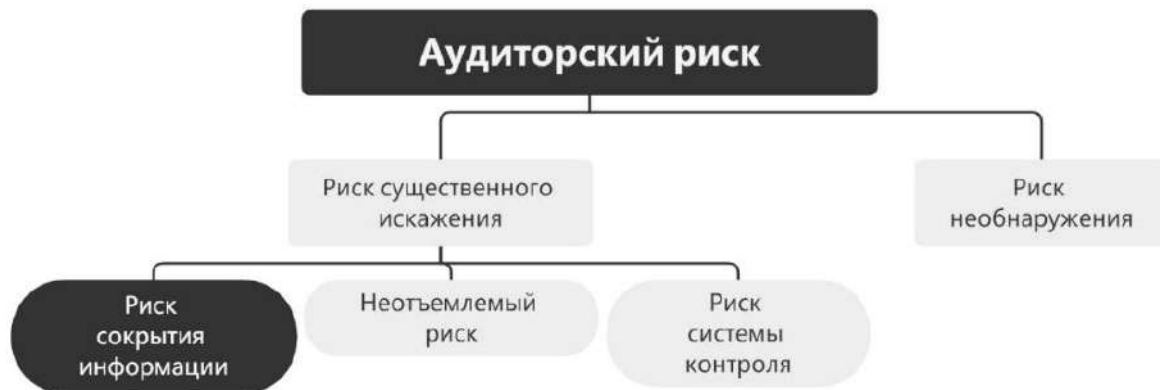 Аудиторский риск
Риск существенного
искажения
Риск
необнаружения
Риск
сокрытия
информации
Неотъемлемый
риск
Риск
системы
контроля